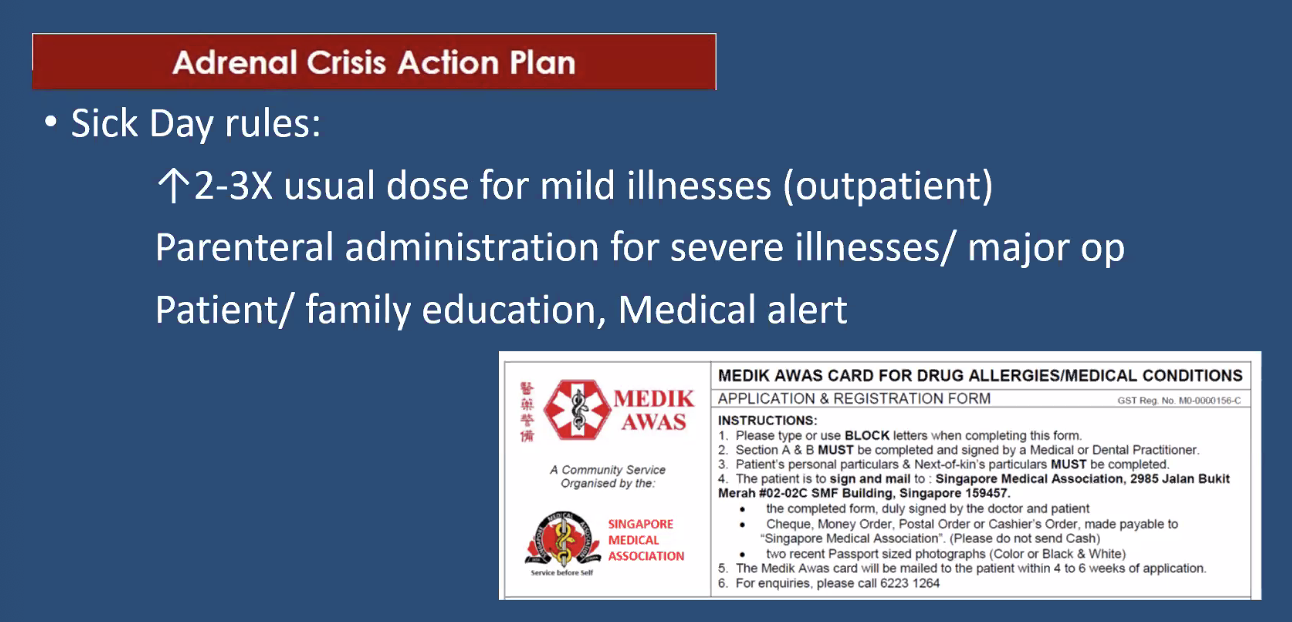 Adrenal Crisis Action Plan
• Sick Day rules:
↑2-3X usual dose for mild illnesses (outpatient)
Parenteral administration for severe illnesses/ major op
Patient/ family education, Medical alert
醫藥警備
MEDIK
AWAS
A Community Service
Organised by the:
SINGAPORE
MEDICAL
ASSOCIATION
SINGAPORE MEDICAL ASSOCIATION
Service before Self
MEDIK AWAS CARD FOR DRUG ALLERGIES/MEDICAL CONDITIONS
APPLICATION & REGISTRATION FORM GST Reg. No. M0-0000156-C
INSTRUCTIONS:
1. Please type or use BLOCK letters when completing this form.
2. Section A & B MUST be completed and signed by a Medical or Dental Practitioner.
3. Patient's personal particulars & Next-of-kin's particulars MUST be completed.
4. The patient is to sign and mail to : Singapore Medical Association, 2985 Jalan Bukit
Merah #02-02C SMF Building, Singapore 159457.
• the completed form, duly signed by the doctor and patient
• Cheque, Money Order, Postal Order or Cashier's Order, made payable to
“Singapore Medical Association”. (Please do not send Cash)
• two recent Passport sized photographs (Color or Black & White)
5. The Medik Awas card will be mailed to the patient within 4 to 6 weeks of application.
6. For enquiries, please call 6223 1264